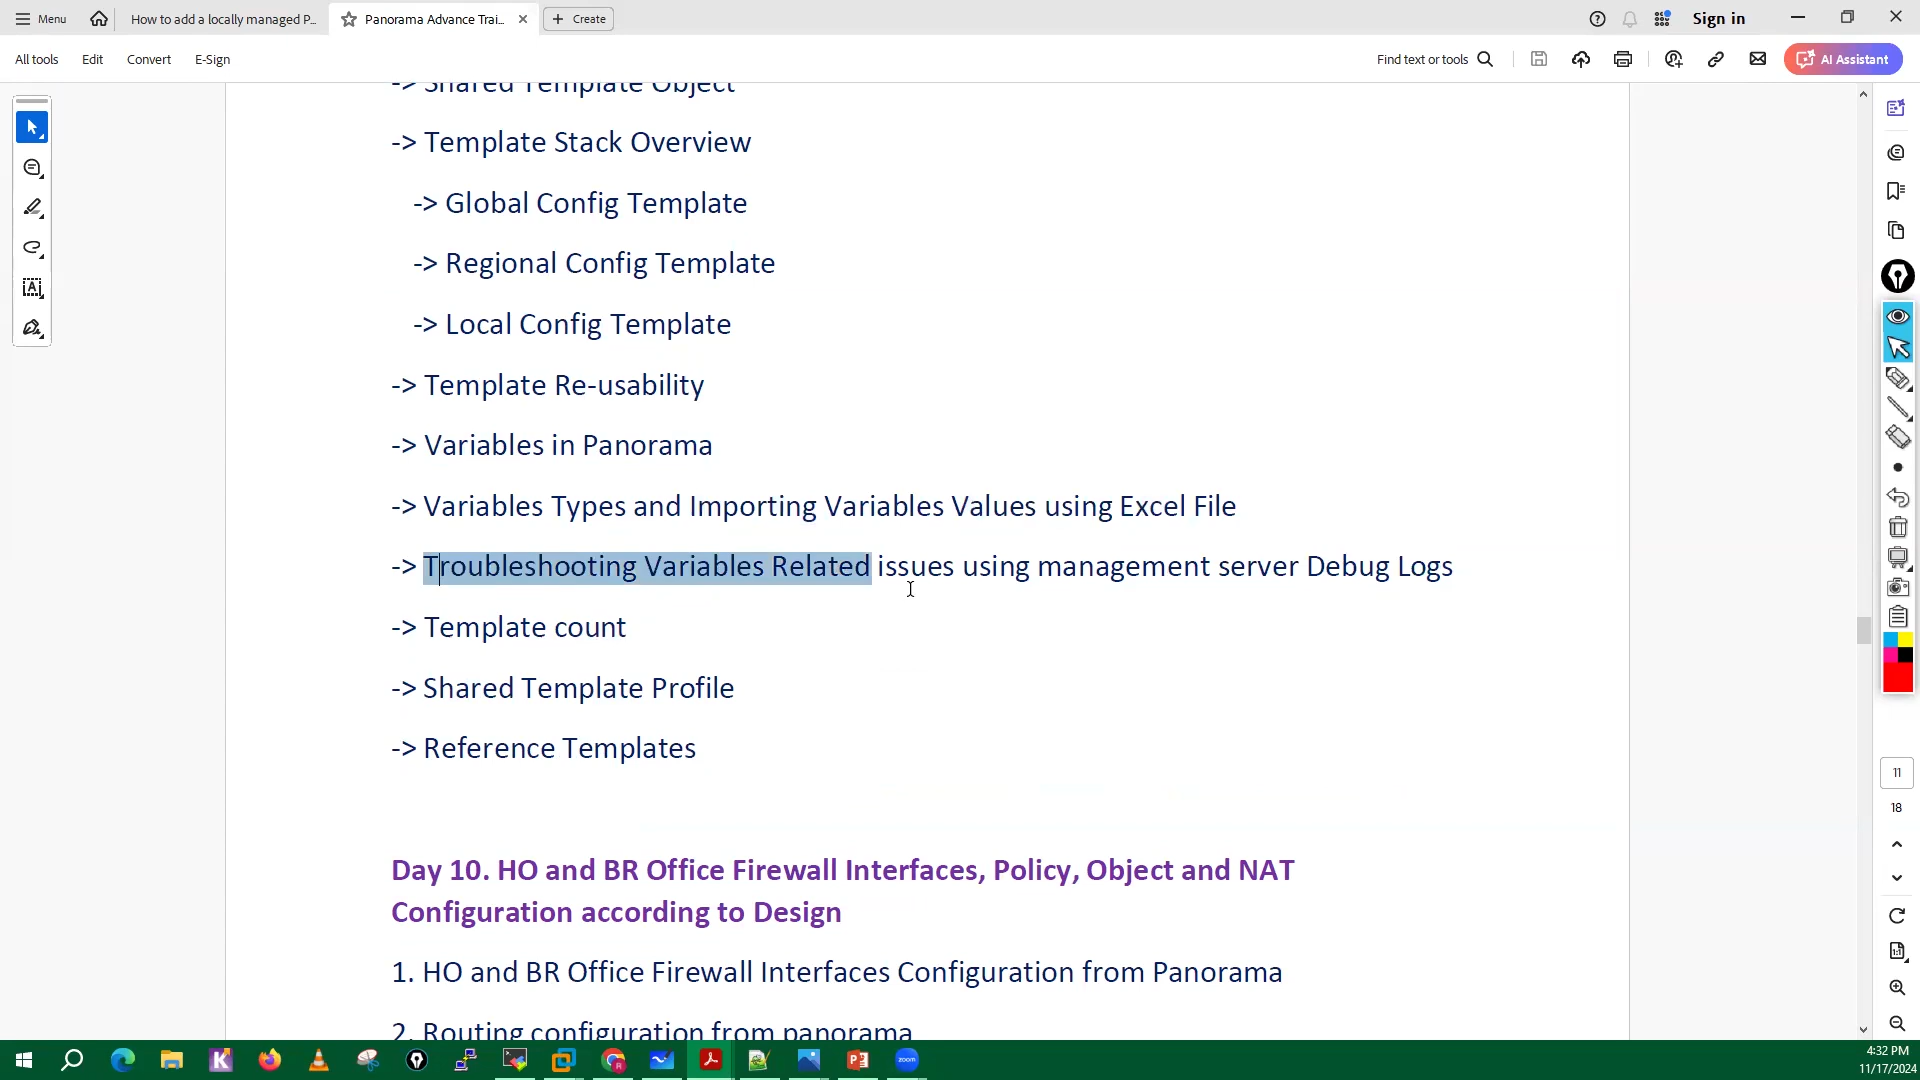 Menu
How to add a locally managed P...
Panorama Advance Trai...
Create
Sign in
All tools
Edit
Convert
E-Sign
Find text or tools
AI Assistant
-> Shared Template Object
-> Template Stack Overview
-> Global Config Template
-> Regional Config Template
-> Local Config Template
-> Template Re-usability
-> Variables in Panorama
-> Variables Types and Importing Variables Values using Excel File
-> Troubleshooting Variables Related issues using management server Debug Logs
-> Template count
-> Shared Template Profile
-> Reference Templates
11
18
Day 10. HO and BR Office Firewall Interfaces, Policy, Object and NAT
Configuration according to Design
1. HO and BR Office Firewall Interfaces Configuration from Panorama
2. Routing configuration from panorama
zoom
4:32 PM
11/17/2024